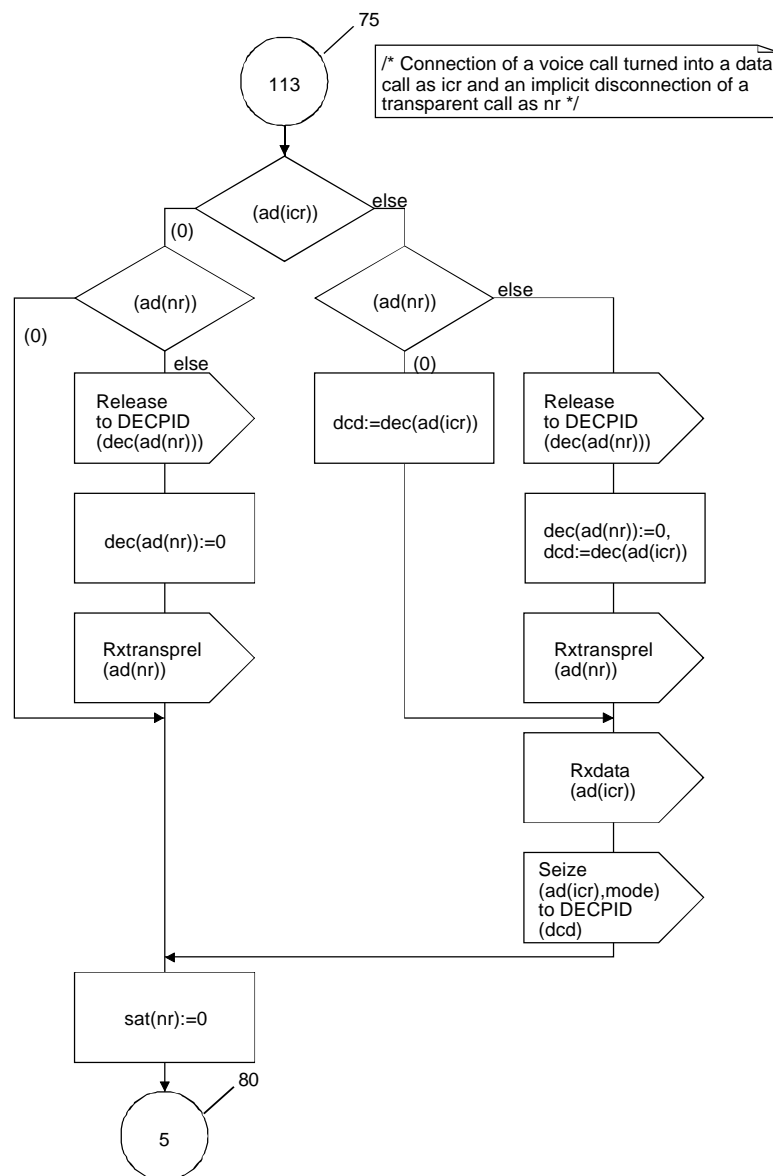 75
113
/* Connection of a voice call turned into a data
call as icr and an implicit disconnection of a
transparent call as nr */
(ad(icr))
else
(0)
(ad(nr))
(ad(nr))
else
(0)
else
(0)
Release
to DECPID
(dec(ad(nr)))
dcd:=dec(ad(icr))
Release
to DECPID
(dec(ad(nr)))
dec(ad(nr)):=0
dec(ad(nr)):=0,
dcd:=dec(ad(icr))
Rxtransprel
(ad(nr))
Rxtransprel
(ad(nr))
Rxdata
(ad(icr))
Seize
(ad(icr),mode)
to DECPID
(dcd)
sat(nr):=0
80
5